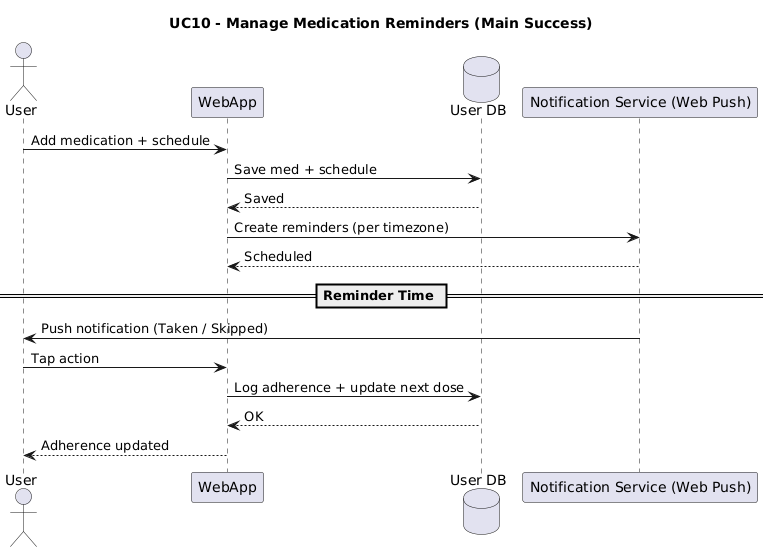 UC10 - Manage Medication Reminders (Main Success)
User
WebApp
User DB
Notification Service (Web Push)
Add medication + schedule
Save med + schedule
Saved
Create reminders (per timezone)
Scheduled
Reminder Time
Push notification (Taken / Skipped)
Tap action
Log adherence + update next dose
OK
Adherence updated
User
WebApp
User DB
Notification Service (Web Push)